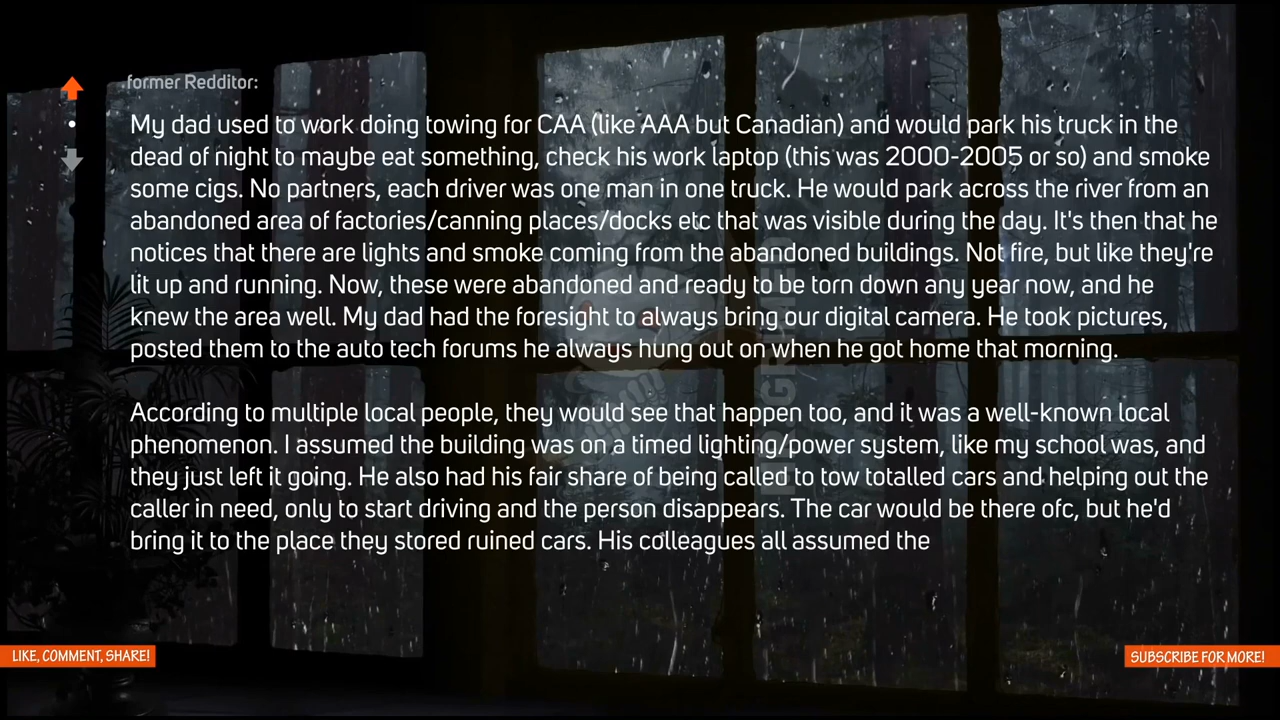 former Redditor:
My dad used to work doing towing for CAA (like AAA but Canadian) and would park his truck in the
dead of night to maybe eat something, check his work laptop (this was 2000-2005 or so) and smoke
some cigs. No partners, each driver was one man in one truck. He would park across the river from an
abandoned area of factories/canning places/docks etc that was visible during the day. It's then that he
notices that there are lights and smoke coming from the abandoned buildings. Not fire, but like they're
lit up and running. Now, these were abandoned and ready to be torn down any year now, and he
knew the area well. My dad had the foresight to always bring our digital camera. He took pictures,
posted them to the auto tech forums he always hung out on when he got home that morning.
According to multiple local people, they would see that happen too, and it was a well-known local
phenomenon. I assumed the building was on a timed lighting/power system, like my school was, and
they just left it going. He also had his fair share of being called to tow totalled cars and helping out the
caller in need, only to start driving and the person disappears. The car would be there ofc, but he'd
bring it to the place they stored ruined cars. His colleagues all assumed the
LIKE, COMMENT, SHARE!
SUBSCRIBE FOR MORE!